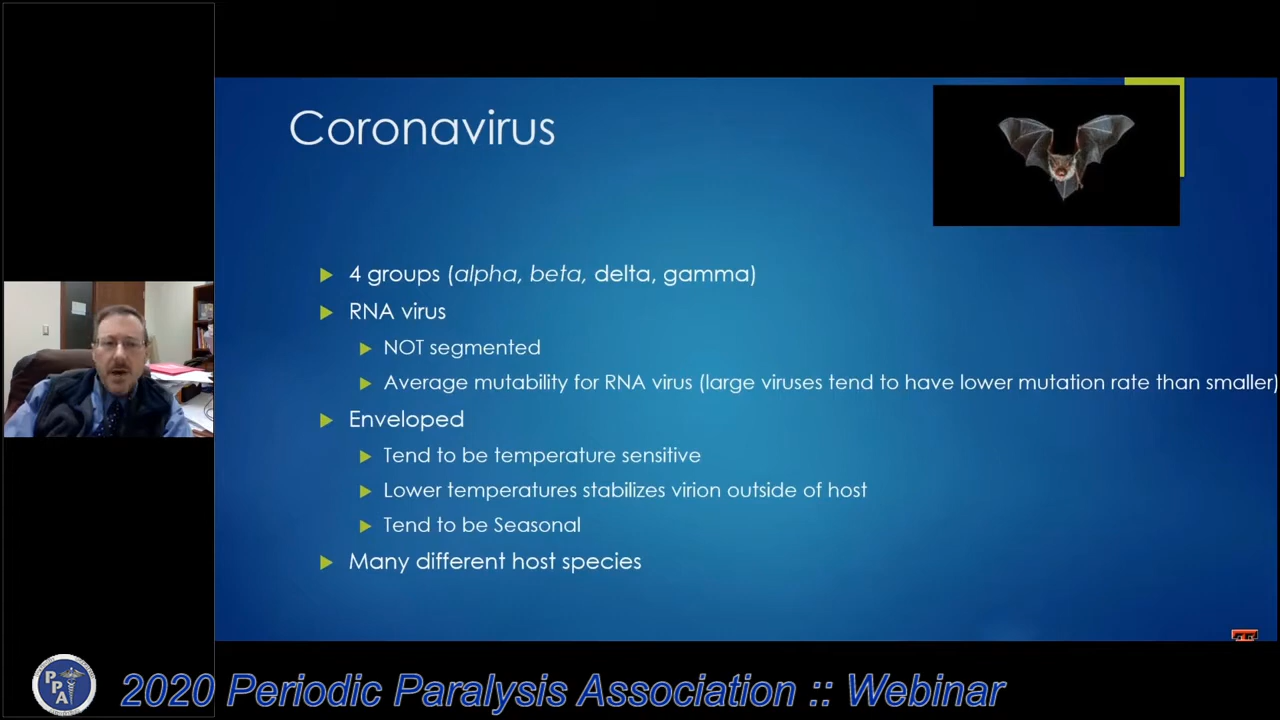 Coronavirus
4 groups (alpha, beta, delta, gamma)
RNA virus
NOT segmented
Average mutability for RNA virus (large viruses tend to have lower mutation rate than smaller)
Enveloped
Tend to be temperature sensitive
Lower temperatures stabilizes virion outside of host
Tend to be Seasonal
Many different host species
PPA
2020 Periodic Paralysis Association :: Webinar